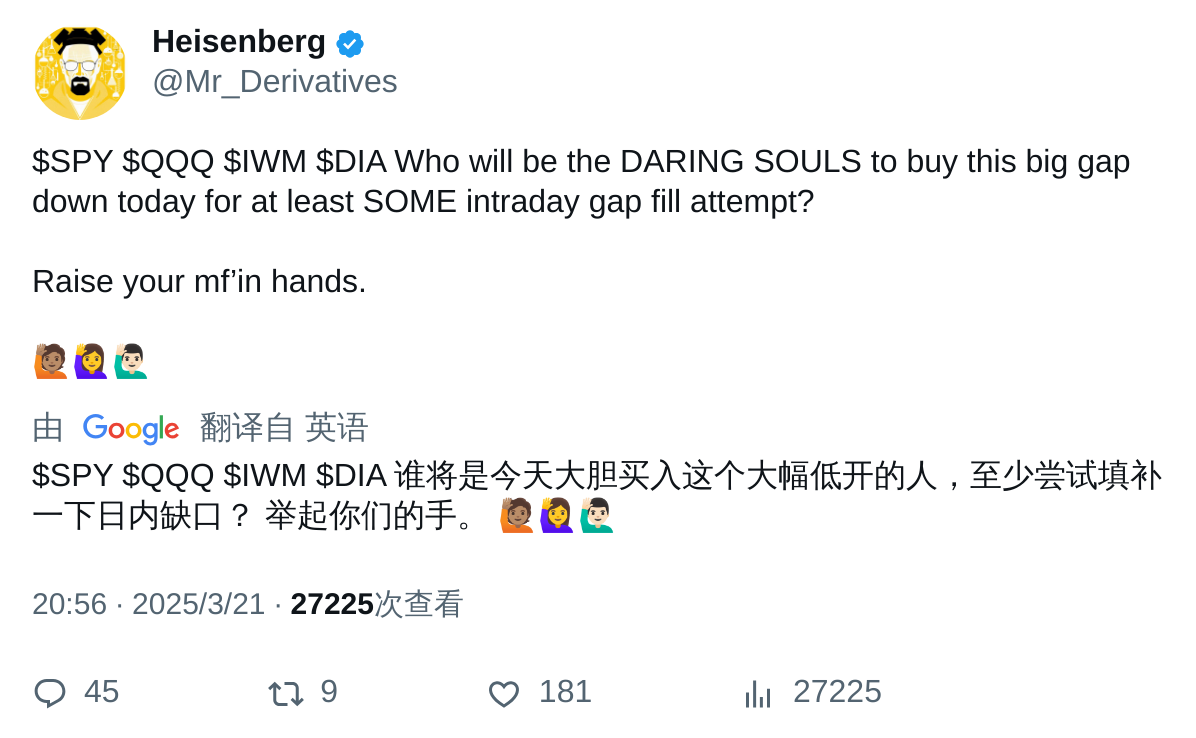 Heisenberg
@Mr_Derivatives
$SPY $QQQ $IWM $DIA Who will be the DARING SOULS to buy this big gap
down today for at least SOME intraday gap fill attempt?
Raise your mf’in hands.
🙋🏽🙋‍♀️🙋🏻‍♂️
由 Google 翻译自 英语
$SPY $QQQ $IWM $DIA 谁将是今天大胆买入这个大幅低开的人，至少尝试填补
一下日内缺口？ 举起你们的手。 🙋🏽🙋‍♀️🙋🏻‍♂️
20:56 · 2025/3/21 · 27225次查看
45 9 181 27225